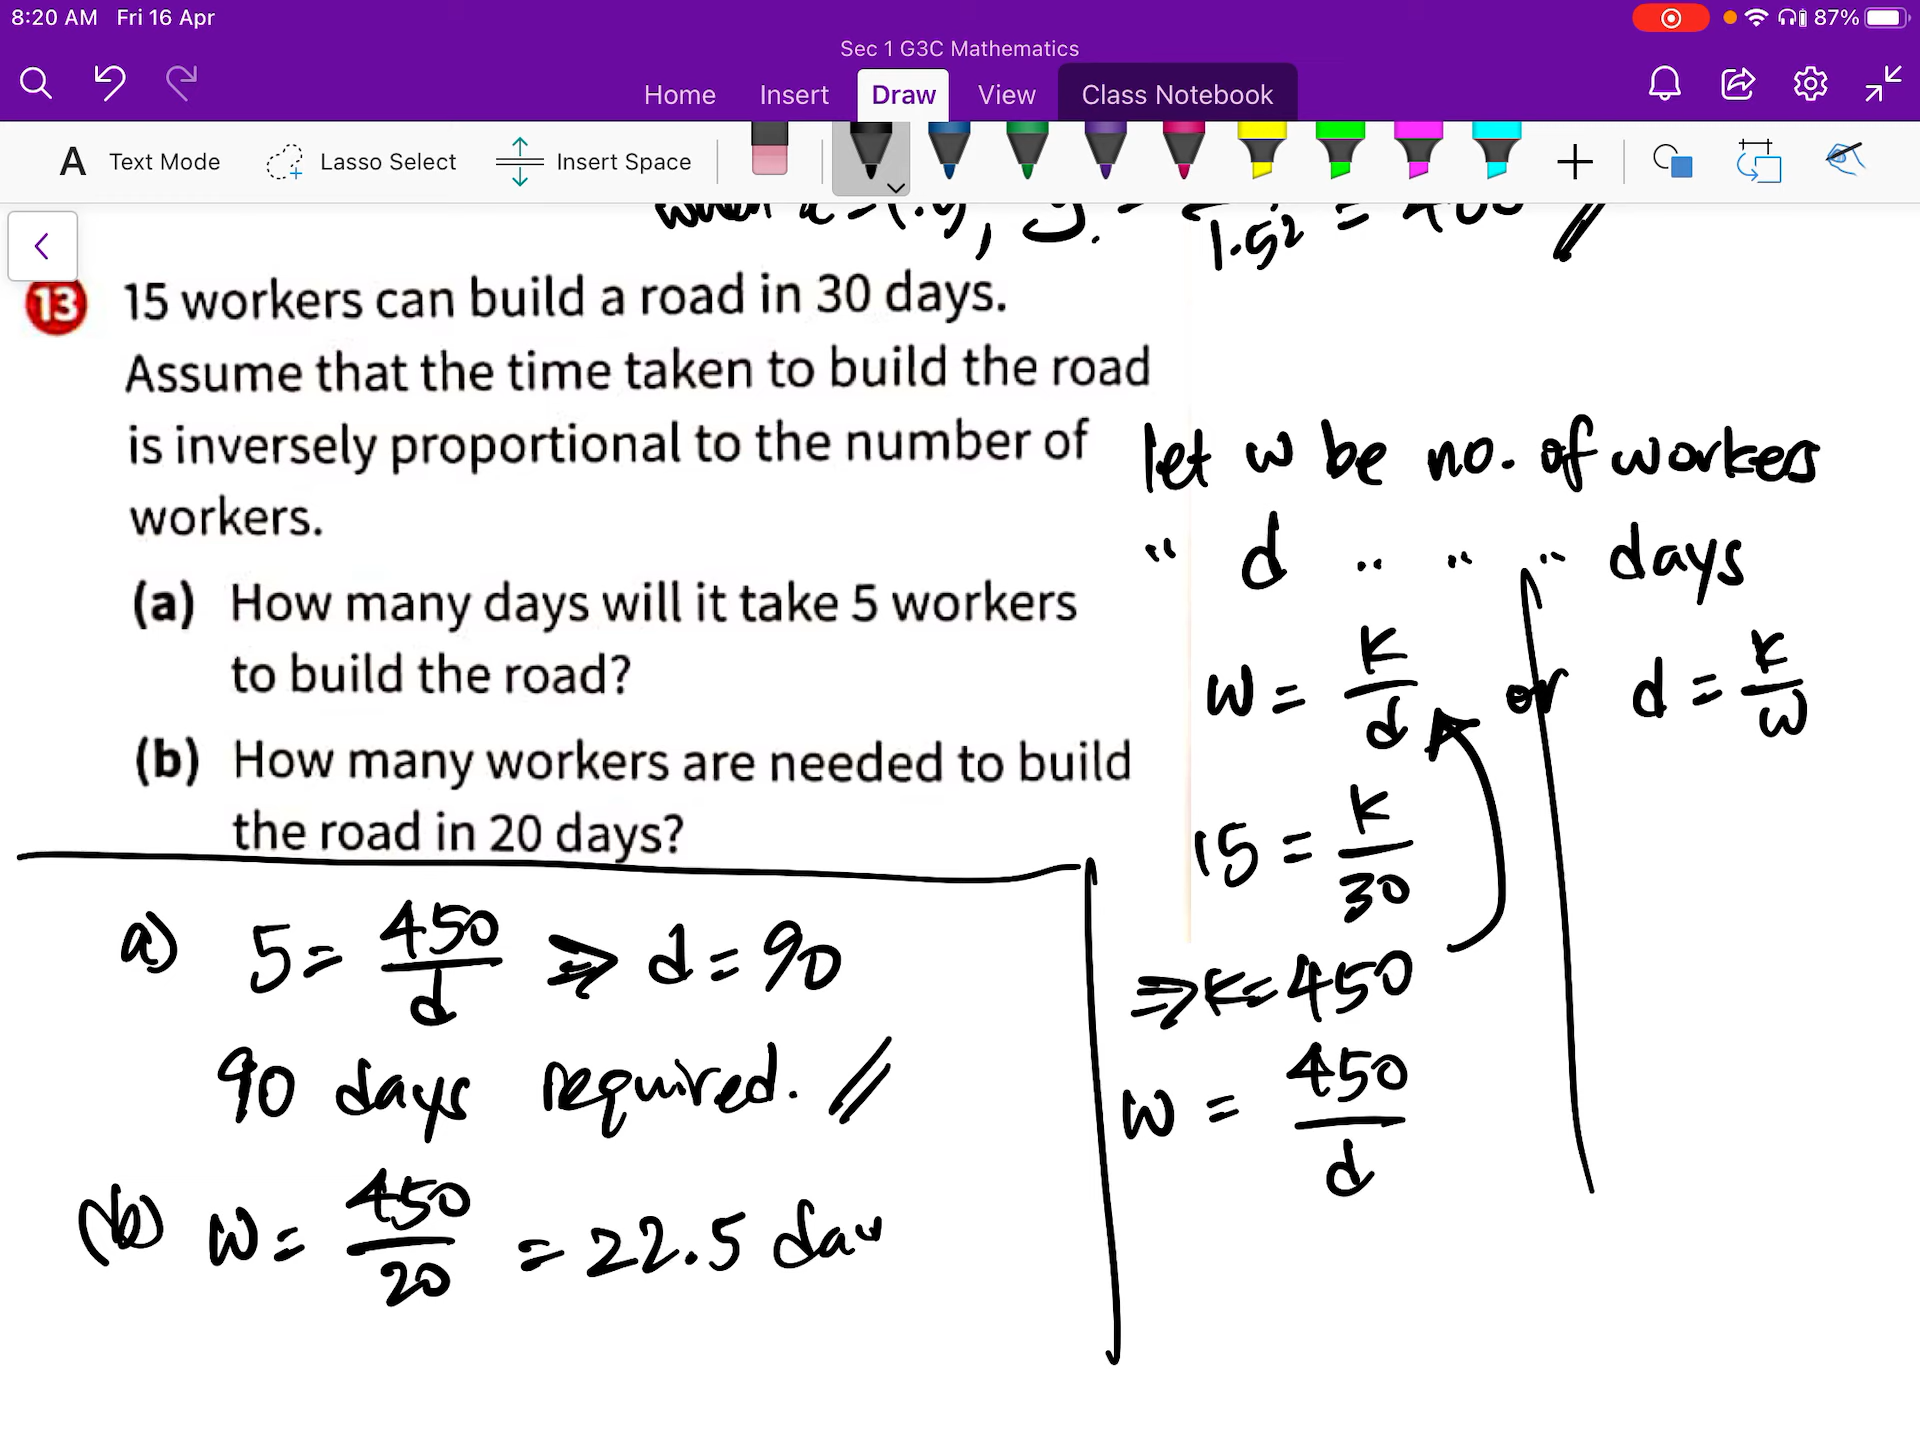 8:20 AM Fri 16 Apr
87%
Sec 1 G3C Mathematics
Home Insert Draw View Class Notebook
A Text Mode Lasso Select Insert Space
1.5² =
13 15 workers can build a road in 30 days.
Assume that the time taken to build the road
is inversely proportional to the number of
workers.
(a) How many days will it take 5 workers
to build the road?
(b) How many workers are needed to build
the road in 20 days?
let w be no. of workers
" d " " " days
w = k/d or d = k/w
15 = k/30
⇒ k = 450
w = 450/d
a) 5 = 450/d ⇒ d = 90
90 days required. //
(b) w = 450/20 = 22.5 day